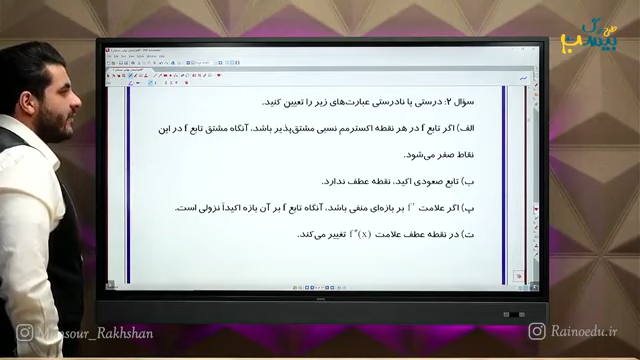 سؤال ۲: درستی یا نادرستی عبارت‌های زیر را تعیین کنید.
الف) اگر تابع f در هر نقطه اکسترمم نسبی مشتق‌پذیر باشد، آنگاه مشتق تابع f در این
نقاط صفر می‌شود.
ب) تابع صعودی اکید، نقطه عطف ندارد.
پ) اگر علامت f′ بر بازه‌ای منفی باشد، آنگاه تابع f بر آن بازه اکیداً نزولی است.
ت) در نقطه عطف علامت f″(x) تغییر می‌کند.
Mansour_Rakhshan
Rainoedu.ir